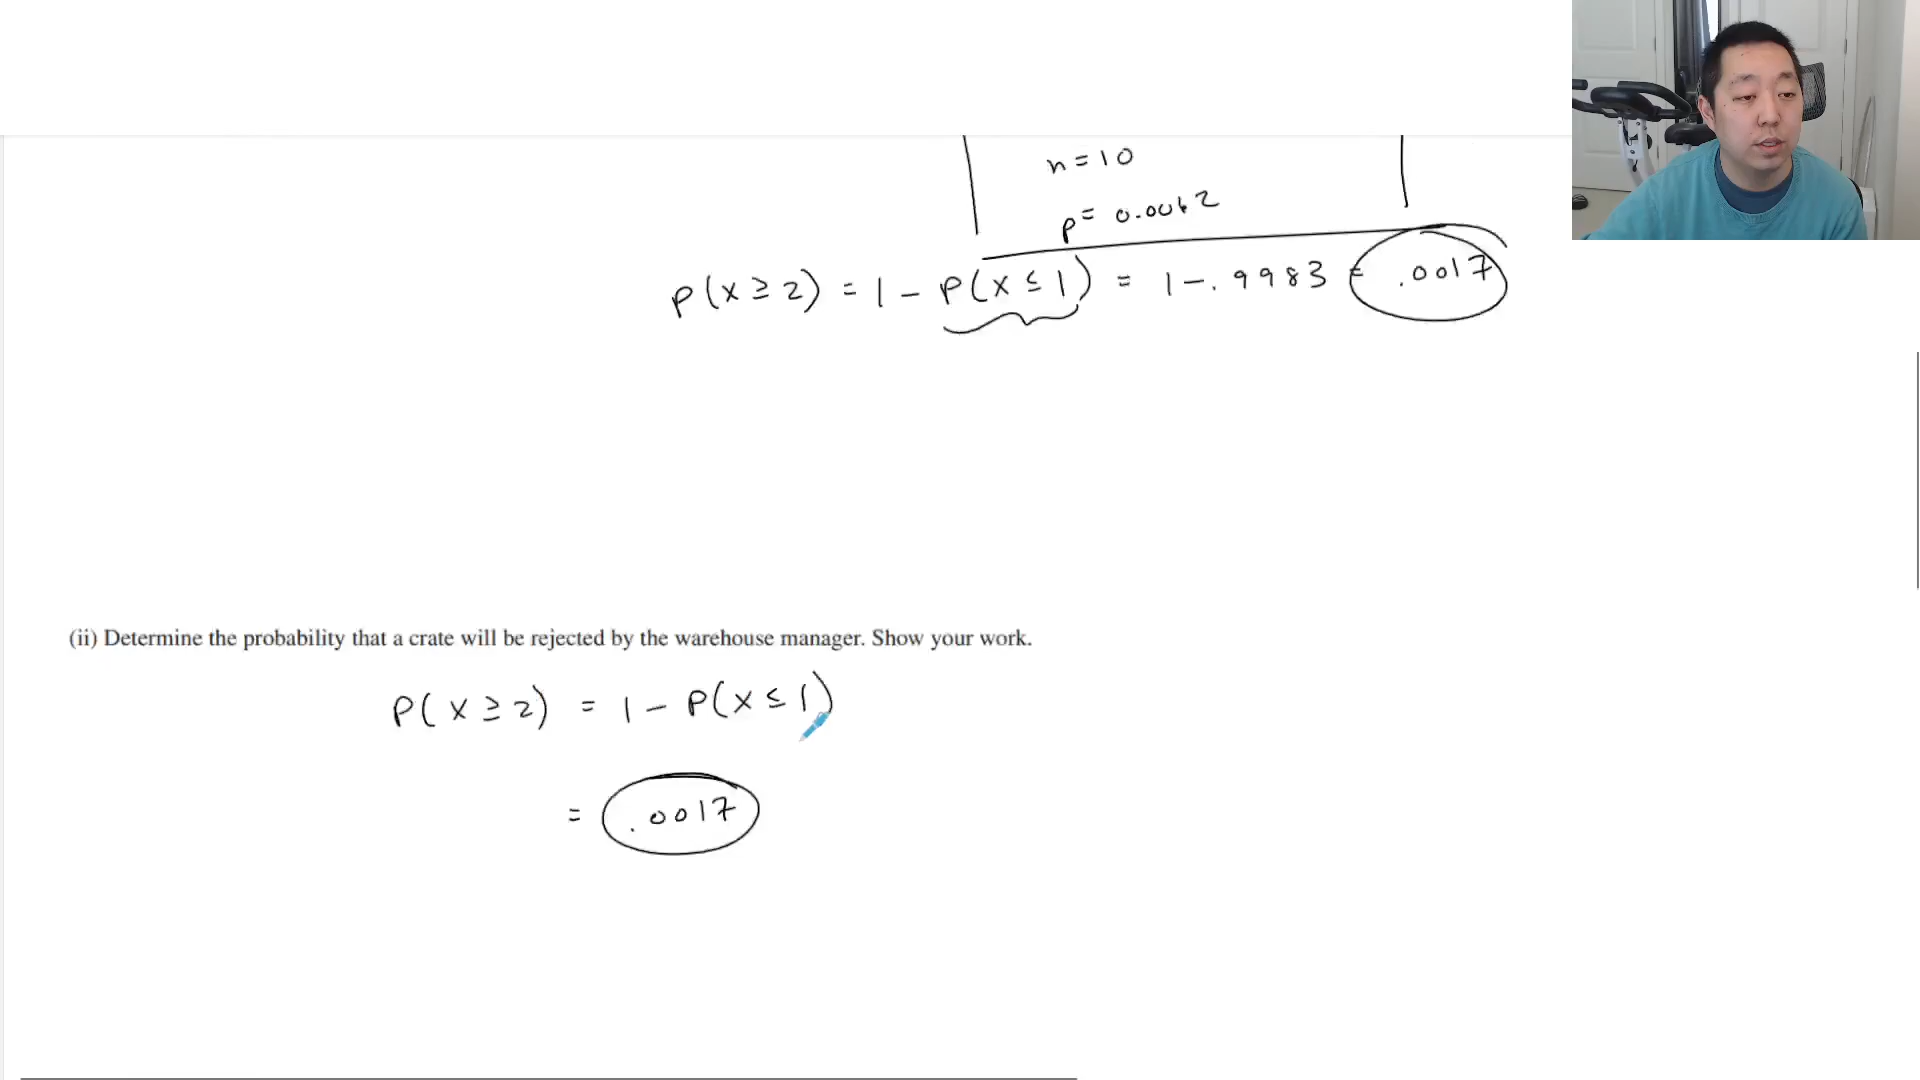 n = 10
p = 0.0062
P(X ≥ 2) = 1 - P(X ≤ 1) = 1 - .9983 = .0017
(ii) Determine the probability that a crate will be rejected by the warehouse manager. Show your work.
P(X ≥ 2) = 1 - P(X ≤ 1)
= .0017